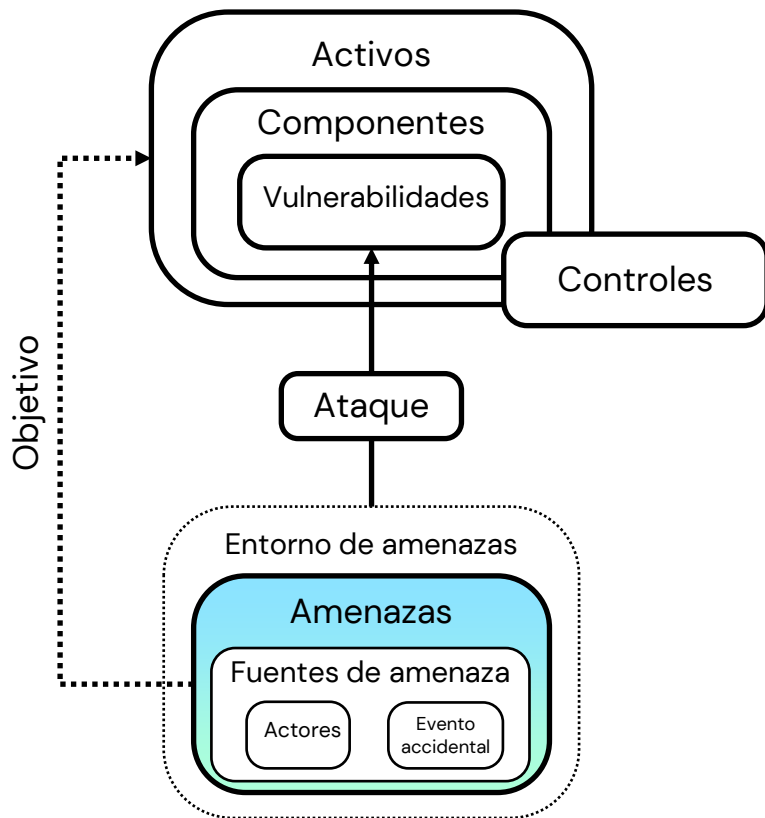 Activos
Componentes
Vulnerabilidades
Controles
Objetivo
Ataque
Entorno de amenazas
Amenazas
Fuentes de amenaza
Actores
Evento
accidental